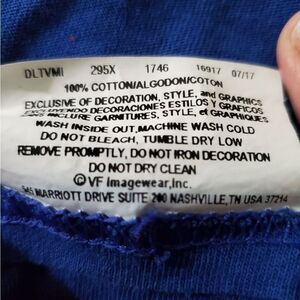 DLTVMI 295X 1746 16917 07/17
100% COTTON/ALGODON/COTON
EXCLUSIVE OF DECORATION, STYLE, and GRAPHICS
EXCLUYENDO DECORACIONES ESTILOS Y GRAFICOS
INCLURE GARNITURES, STYLE, et GRAPHIQUES
WASH INSIDE OUT,MACHINE WASH COLD
DO NOT BLEACH, TUMBLE DRY LOW
REMOVE PROMPTLY, DO NOT IRON DECORATION
DO NOT DRY CLEAN
© VF Imagewear,Inc.
545 MARRIOTT DRIVE SUITE 200 NASHVILLE,TN USA 37214